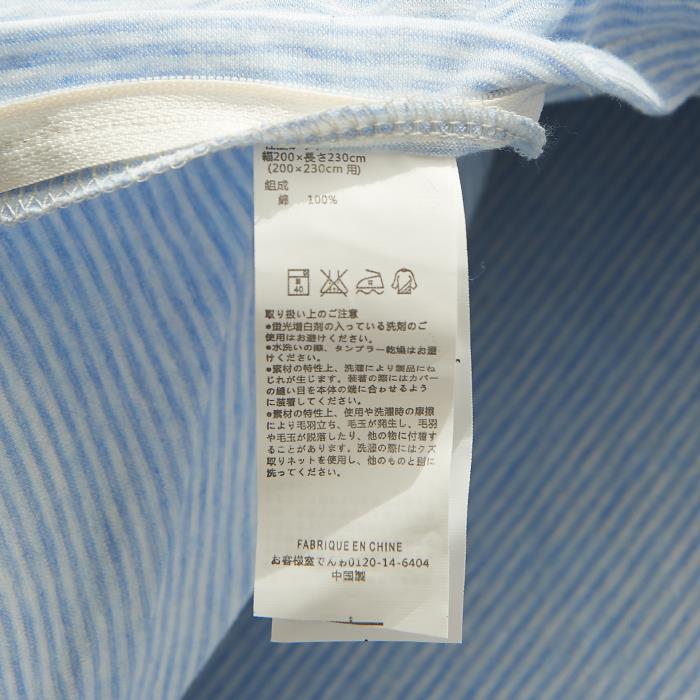 幅200×長さ230cm
(200×230cm 用)
組成
綿 100%
40
取り扱い上のご注意
●蛍光増白剤の入っている洗剤のご
使用はお避けください。
●水洗いの際、タンブラー乾燥はお避
けください。
●素材の特性上、洗濯により製品にね
じれが生じます。装着の際にはカバー
の縫い目を本体の端に合わせるよう
に装着してください。
●素材の特性上、使用や洗濯時の摩擦
により毛羽立ち、毛玉が発生し、毛羽
や毛玉が脱落したり、他の物に付着す
ることがあります。洗濯の際にはクズ
取りネットを使用し、他のものと別に
洗ってください。
FABRIQUE EN CHINE
お客様室でんわ0120-14-6404
中国製